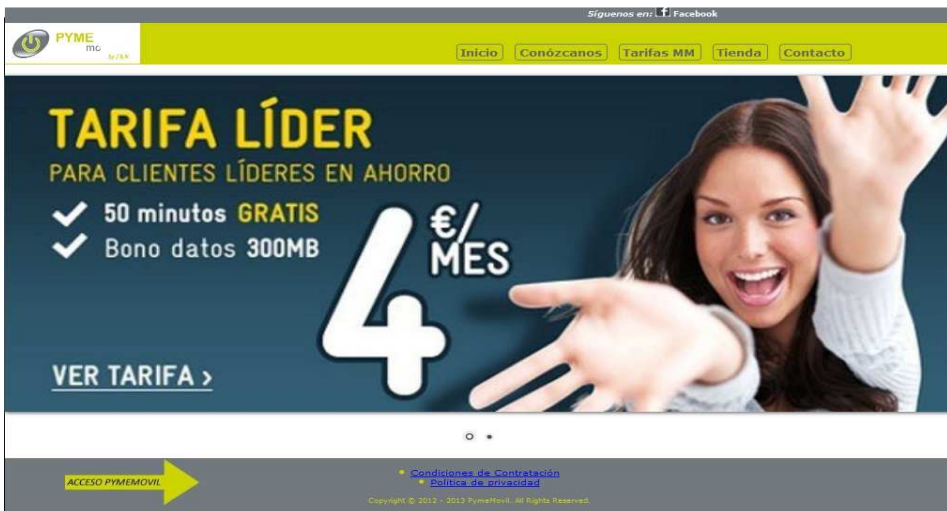 Síguenos en: Facebook
PYME
mo
Inicio Conózcanos Tarifas MM Tienda Contacto
TARIFA LÍDER
PARA CLIENTES LÍDERES EN AHORRO
50 minutos GRATIS
Bono datos 300MB
4 €/MES
VER TARIFA >
ACCESO PYMEMOVIL
Condiciones de Contratación
Política de privacidad
Copyright © 2012 - 2013 PymeMovil. All Rights Reserved.